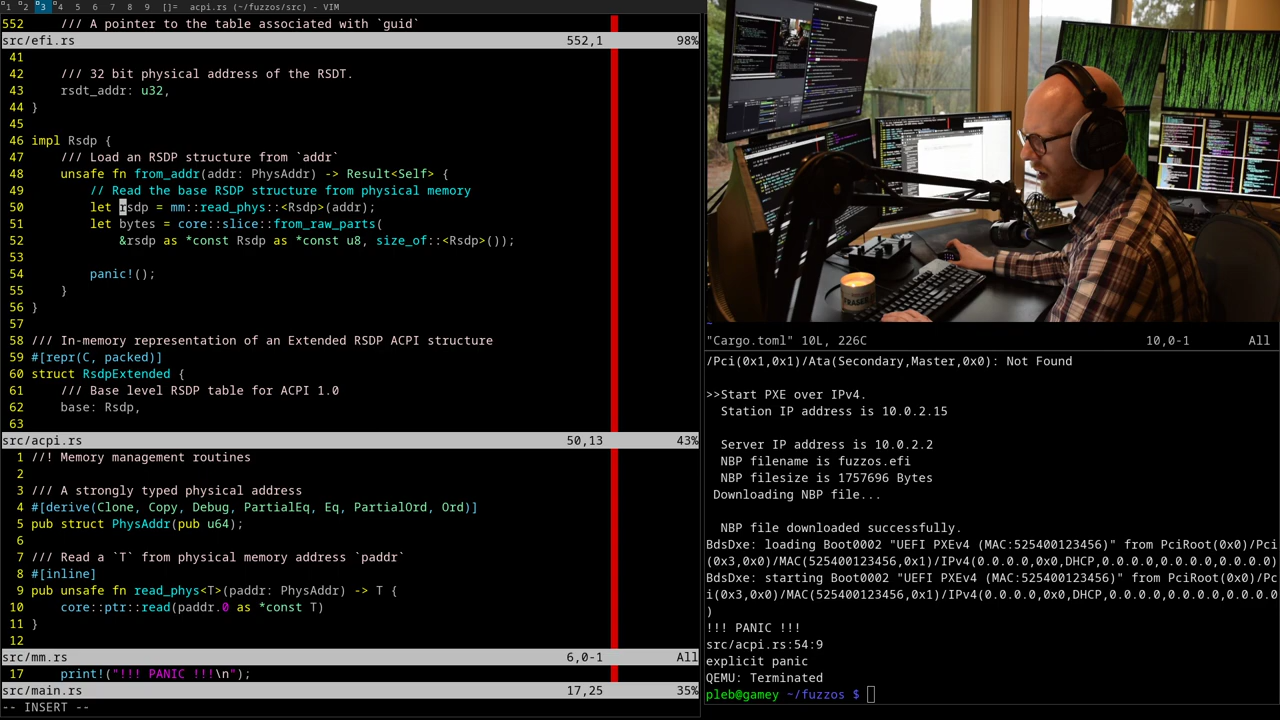 1 2 3 4 5 6 7 8 9 []= acpi.rs (~/fuzzos/src) - VIM
552 /// A pointer to the table associated with `guid`
src/efi.rs 552,1 98%
41
42 /// 32 bit physical address of the RSDT.
43 rsdt_addr: u32,
44 }
45
46 impl Rsdp {
47 /// Load an RSDP structure from `addr`
48 unsafe fn from_addr(addr: PhysAddr) -> Result<Self> {
49 // Read the base RSDP structure from physical memory
50 let rsdp = mm::read_phys::<Rsdp>(addr);
51 let bytes = core::slice::from_raw_parts(
52 &rsdp as *const Rsdp as *const u8, size_of::<Rsdp>());
53
54 panic!();
55 }
56 }
57
58 /// In-memory representation of an Extended RSDP ACPI structure
59 #[repr(C, packed)]
60 struct RsdpExtended {
61 /// Base level RSDP table for ACPI 1.0
62 base: Rsdp,
63
src/acpi.rs 50,13 43%
1 //! Memory management routines
2
3 /// A strongly typed physical address
4 #[derive(Clone, Copy, Debug, PartialEq, Eq, PartialOrd, Ord)]
5 pub struct PhysAddr(pub u64);
6
7 /// Read a `T` from physical memory address `paddr`
8 #[inline]
9 pub unsafe fn read_phys<T>(paddr: PhysAddr) -> T {
10 core::ptr::read(paddr.0 as *const T)
11 }
12
src/mm.rs 6,0-1 All
17 print!("!!! PANIC !!!\n");
src/main.rs 17,25 35%
-- INSERT --
FRASER
~
"Cargo.toml" 10L, 226C 10,0-1 All
/Pci(0x1,0x1)/Ata(Secondary,Master,0x0): Not Found
>>Start PXE over IPv4.
Station IP address is 10.0.2.15
Server IP address is 10.0.2.2
NBP filename is fuzzos.efi
NBP filesize is 1757696 Bytes
Downloading NBP file...
NBP file downloaded successfully.
BdsDxe: loading Boot0002 "UEFI PXEv4 (MAC:525400123456)" from PciRoot(0x0)/Pci
(0x3,0x0)/MAC(525400123456,0x1)/IPv4(0.0.0.0,0x0,DHCP,0.0.0.0,0.0.0.0,0.0.0.0)
BdsDxe: starting Boot0002 "UEFI PXEv4 (MAC:525400123456)" from PciRoot(0x0)/Pc
i(0x3,0x0)/MAC(525400123456,0x1)/IPv4(0.0.0.0,0x0,DHCP,0.0.0.0,0.0.0.0,0.0.0.0
)
!!! PANIC !!!
src/acpi.rs:54:9
explicit panic
QEMU: Terminated
pleb@gamey ~/fuzzos $